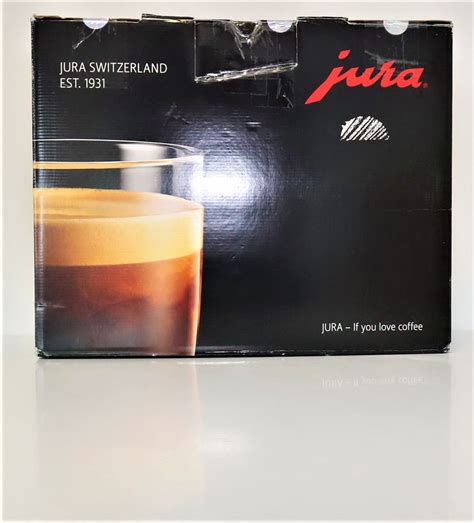 JURA SWITZERLAND
EST. 1931
jura
JURA – If you love coffee